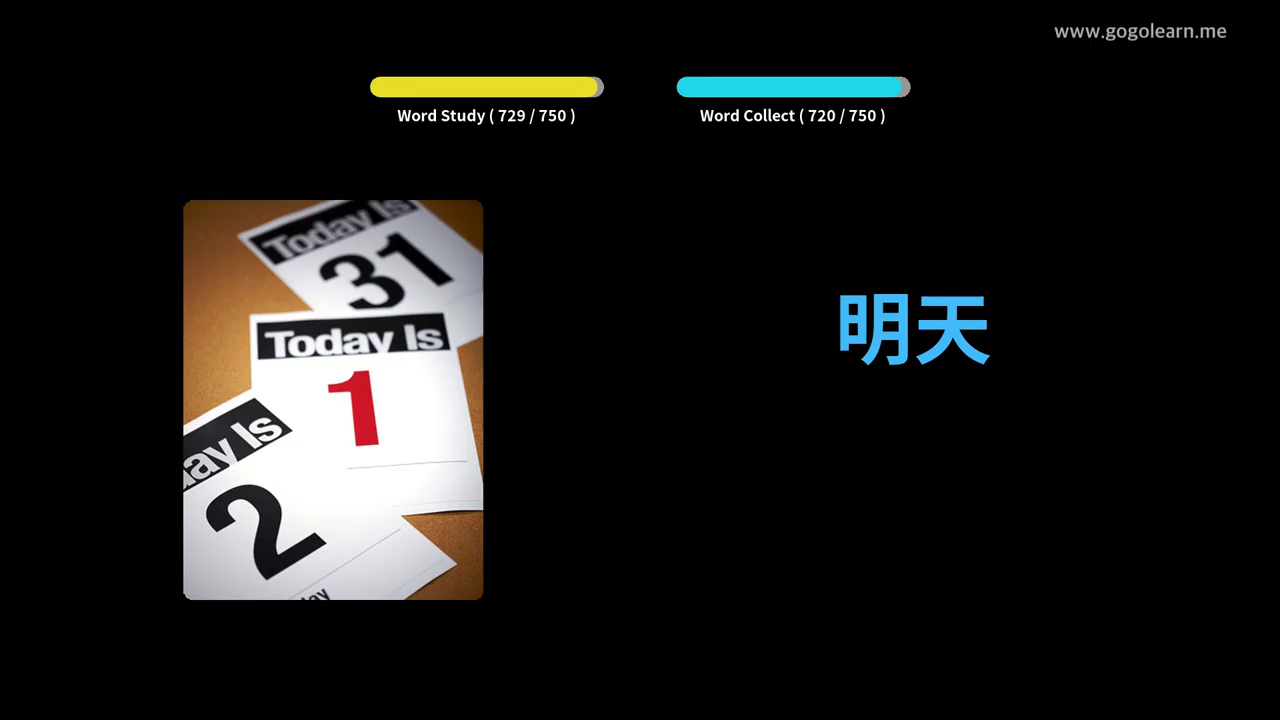 www.gogolearn.me
Word Study ( 729 / 750 )
Word Collect ( 720 / 750 )
Today Is
31
Today Is
1
ay Is
2
明天